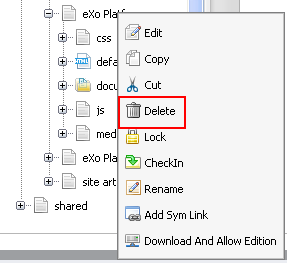 eXo Platf
css
defa
docu
js
med
eXo P
site art
shared
Edit
Copy
Cut
Delete
Lock
CheckIn
Rename
Add Sym Link
Download And Allow Edition